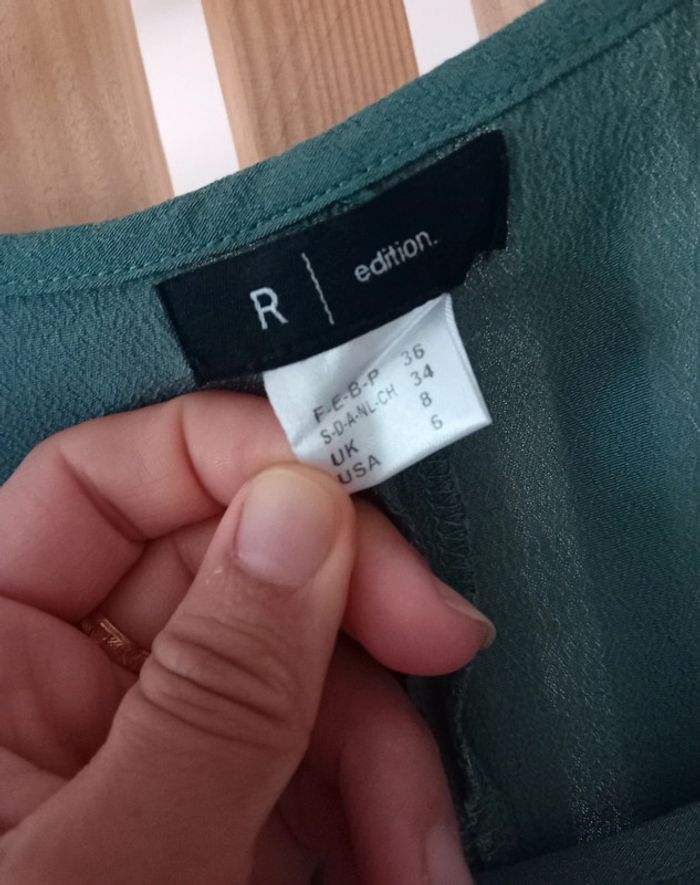 R | edition.
F-E-B-P 36
S-D-A-NL-CH 34
UK 8
USA 6